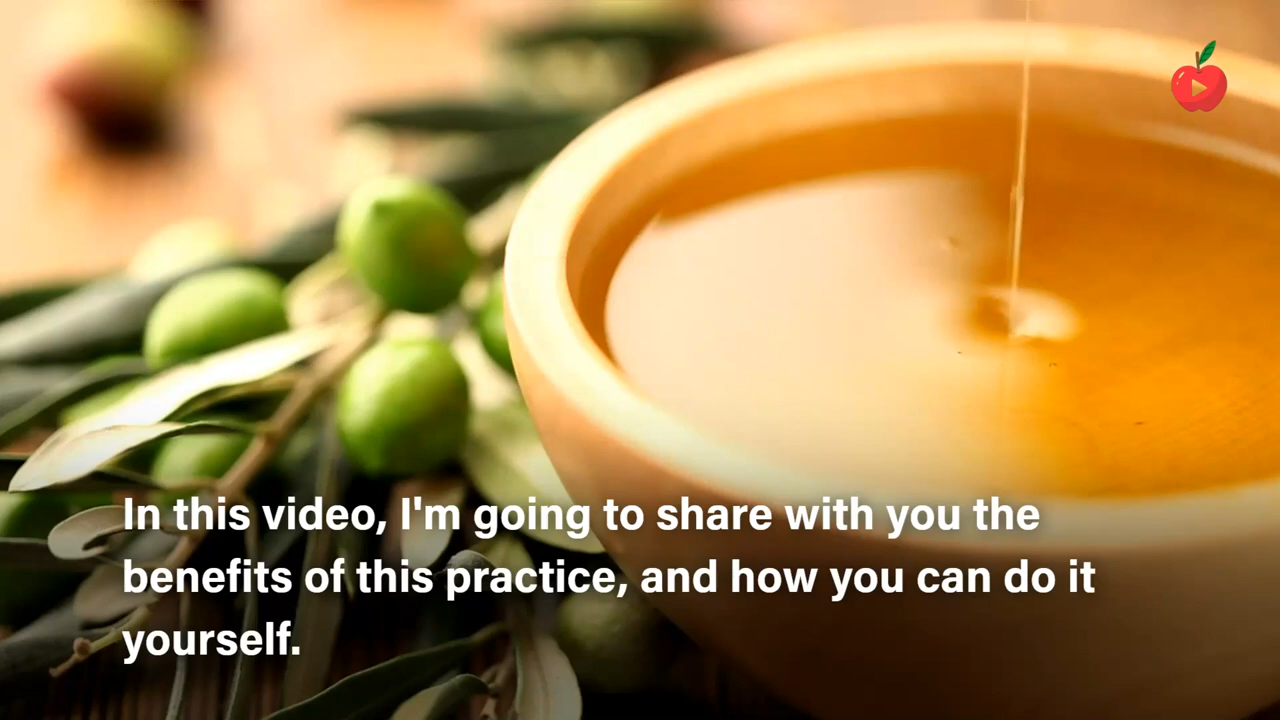 In this video, I'm going to share with you the
benefits of this practice, and how you can do it
yourself.